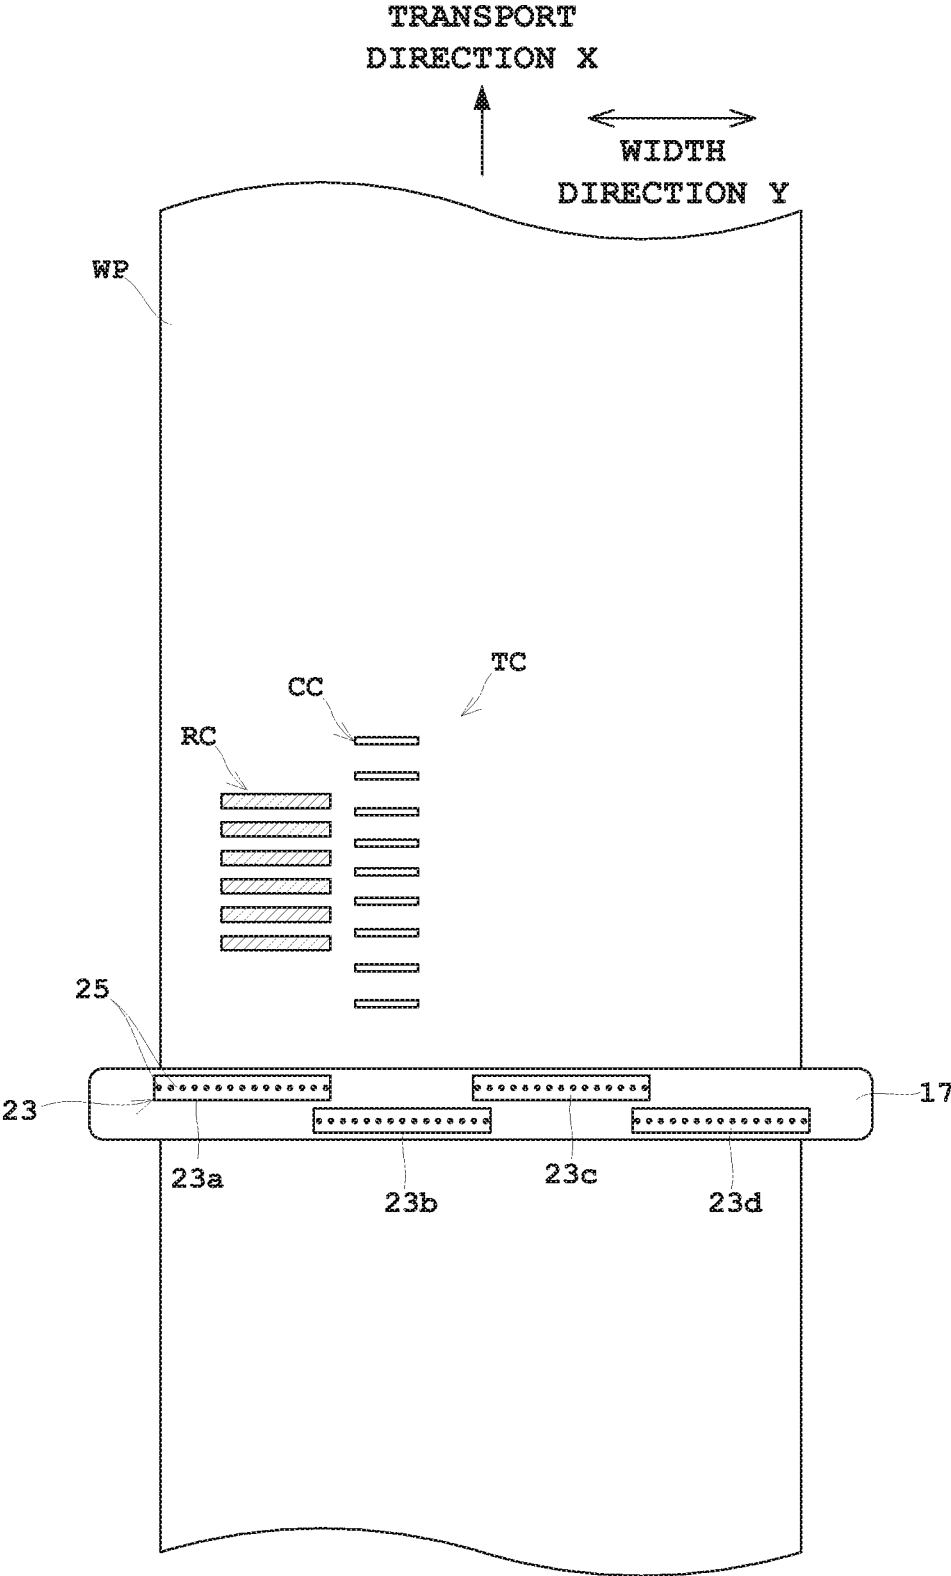 TRANSPORT
DIRECTION X
WIDTH
DIRECTION Y
WP
TC
CC
RC
25
23
17
23a
23c
23b
23d